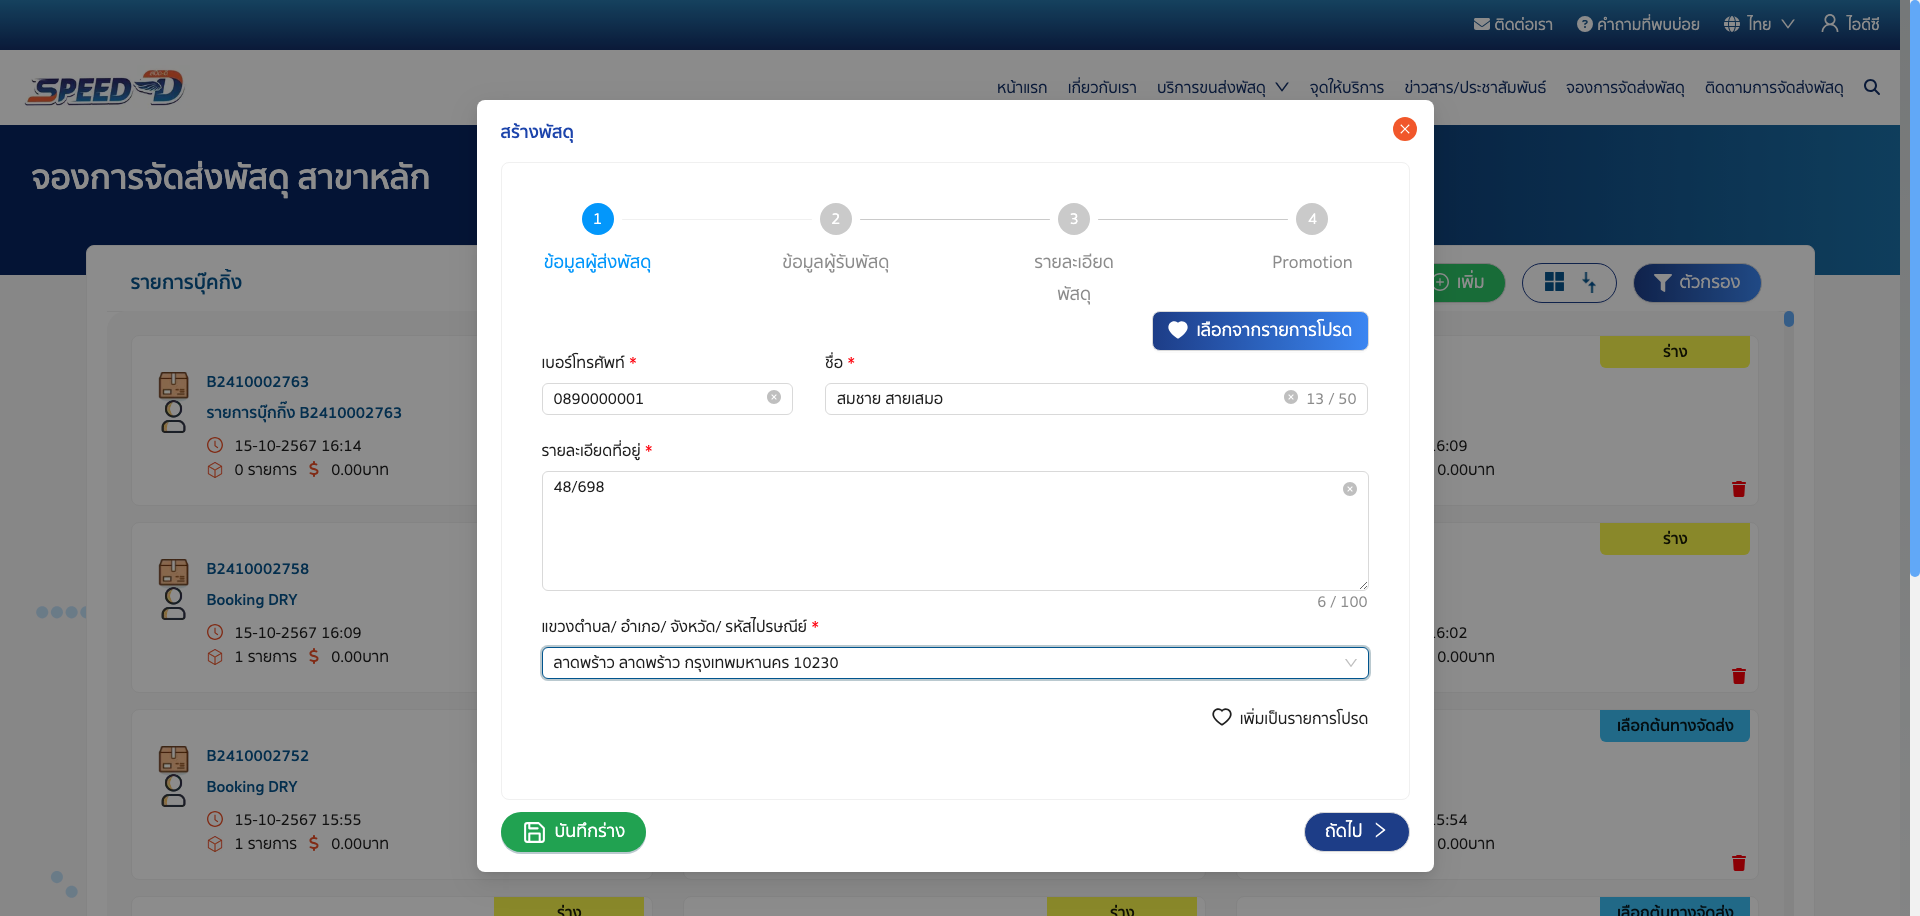 ติดต่อเรา
คำถามที่พบบ่อย
ไทย
ไอดีซี
SPEED-D
หน้าแรก
เกี่ยวกับเรา
บริการขนส่งพัสดุ
จุดให้บริการ
ข่าวสาร/ประชาสัมพันธ์
จองการจัดส่งพัสดุ
ติดตามการจัดส่งพัสดุ
จองการจัดส่งพัสดุ สาขาหลัก
รายการบุ๊คกิ้ง
เพิ่ม
ตัวกรอง
B2410002763
รายการบุ๊กกิ๊ง B2410002763
15-10-2567 16:14
0 รายการ $ 0.00บาท
B2410002758
Booking DRY
15-10-2567 16:09
1 รายการ $ 0.00บาท
B2410002752
Booking DRY
15-10-2567 15:55
1 รายการ $ 0.00บาท
ร่าง
ร่าง
สร้างพัสดุ
1
2
3
4
ข้อมูลผู้ส่งพัสดุ
ข้อมูลผู้รับพัสดุ
รายละเอียด
พัสดุ
Promotion
เลือกจากรายการโปรด
เบอร์โทรศัพท์ *
ชื่อ *
0890000001
สมชาย สายเสมอ
13 / 50
รายละเอียดที่อยู่ *
48/698
6 / 100
แขวงตำบล/ อำเภอ/ จังหวัด/ รหัสไปรษณีย์ *
ลาดพร้าว ลาดพร้าว กรุงเทพมหานคร 10230
เพิ่มเป็นรายการโปรด
บันทึกร่าง
ถัดไป
ร่าง
6:09
0.00บาท
ร่าง
6:02
0.00บาท
เลือกต้นทางจัดส่ง
5:54
0.00บาท
เลือกต้นทางจัดส่ง